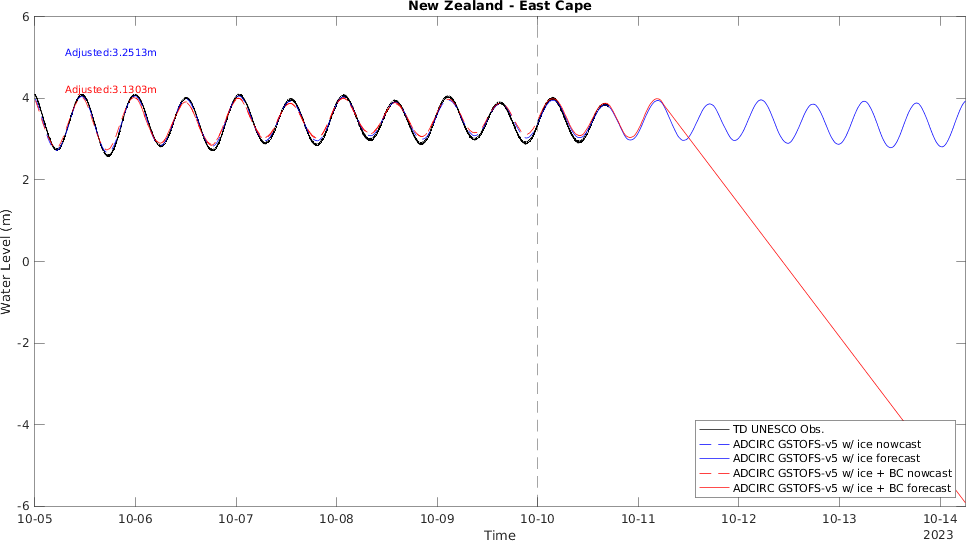 New Zealand - East Cape
6
Adjusted:3.2513m
Adjusted:3.1303m
4
2
0
-2
-4
-6
Water Level (m)
TD UNESCO Obs.
ADCIRC GSTOFS-v5 w/ ice nowcast
ADCIRC GSTOFS-v5 w/ ice forecast
ADCIRC GSTOFS-v5 w/ ice + BC nowcast
ADCIRC GSTOFS-v5 w/ ice + BC forecast
10-05 10-06 10-07 10-08 10-09 10-10 10-11 10-12 10-13 10-14
Time
2023